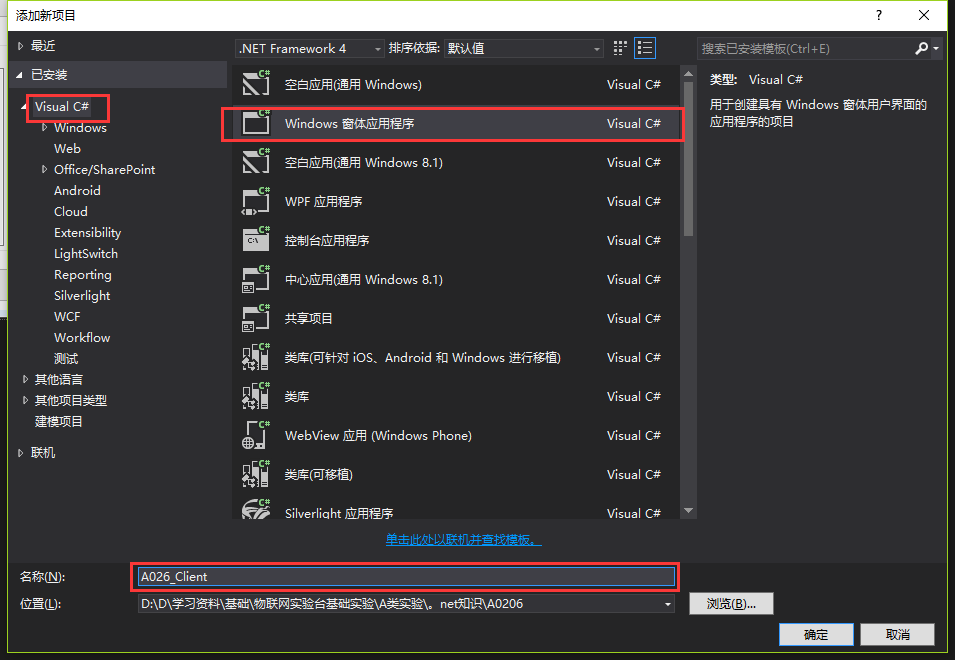 添加新项目
?
最近
已安装
Visual C#
Windows
Web
Office/SharePoint
Android
Cloud
Extensibility
LightSwitch
Reporting
Silverlight
WCF
Workflow
测试
其他语言
其他项目类型
建模项目
联机
.NET Framework 4 排序依据: 默认值
C# 空白应用(通用 Windows) Visual C#
C# Windows 窗体应用程序 Visual C#
C# 空白应用(通用 Windows 8.1) Visual C#
C# WPF 应用程序 Visual C#
C# C:\ 控制台应用程序 Visual C#
C# 中心应用(通用 Windows 8.1) Visual C#
C# 共享项目 Visual C#
C# 类库(可针对 iOS、Android 和 Windows 进行移植) Visual C#
C# 类库 Visual C#
C# WebView 应用 (Windows Phone) Visual C#
C# 类库(可移植) Visual C#
C# Silverlight 应用程序 Visual C#
单击此处以联机并查找模板。
搜索已安装模板(Ctrl+E)
类型: Visual C#
用于创建具有 Windows 窗体用户界面的
应用程序的项目
名称(N): A026_Client
位置(L): D:\D\学习资料\基础\物联网实验台基础实验\A类实验\。net知识\A0206 浏览(B)...
确定 取消